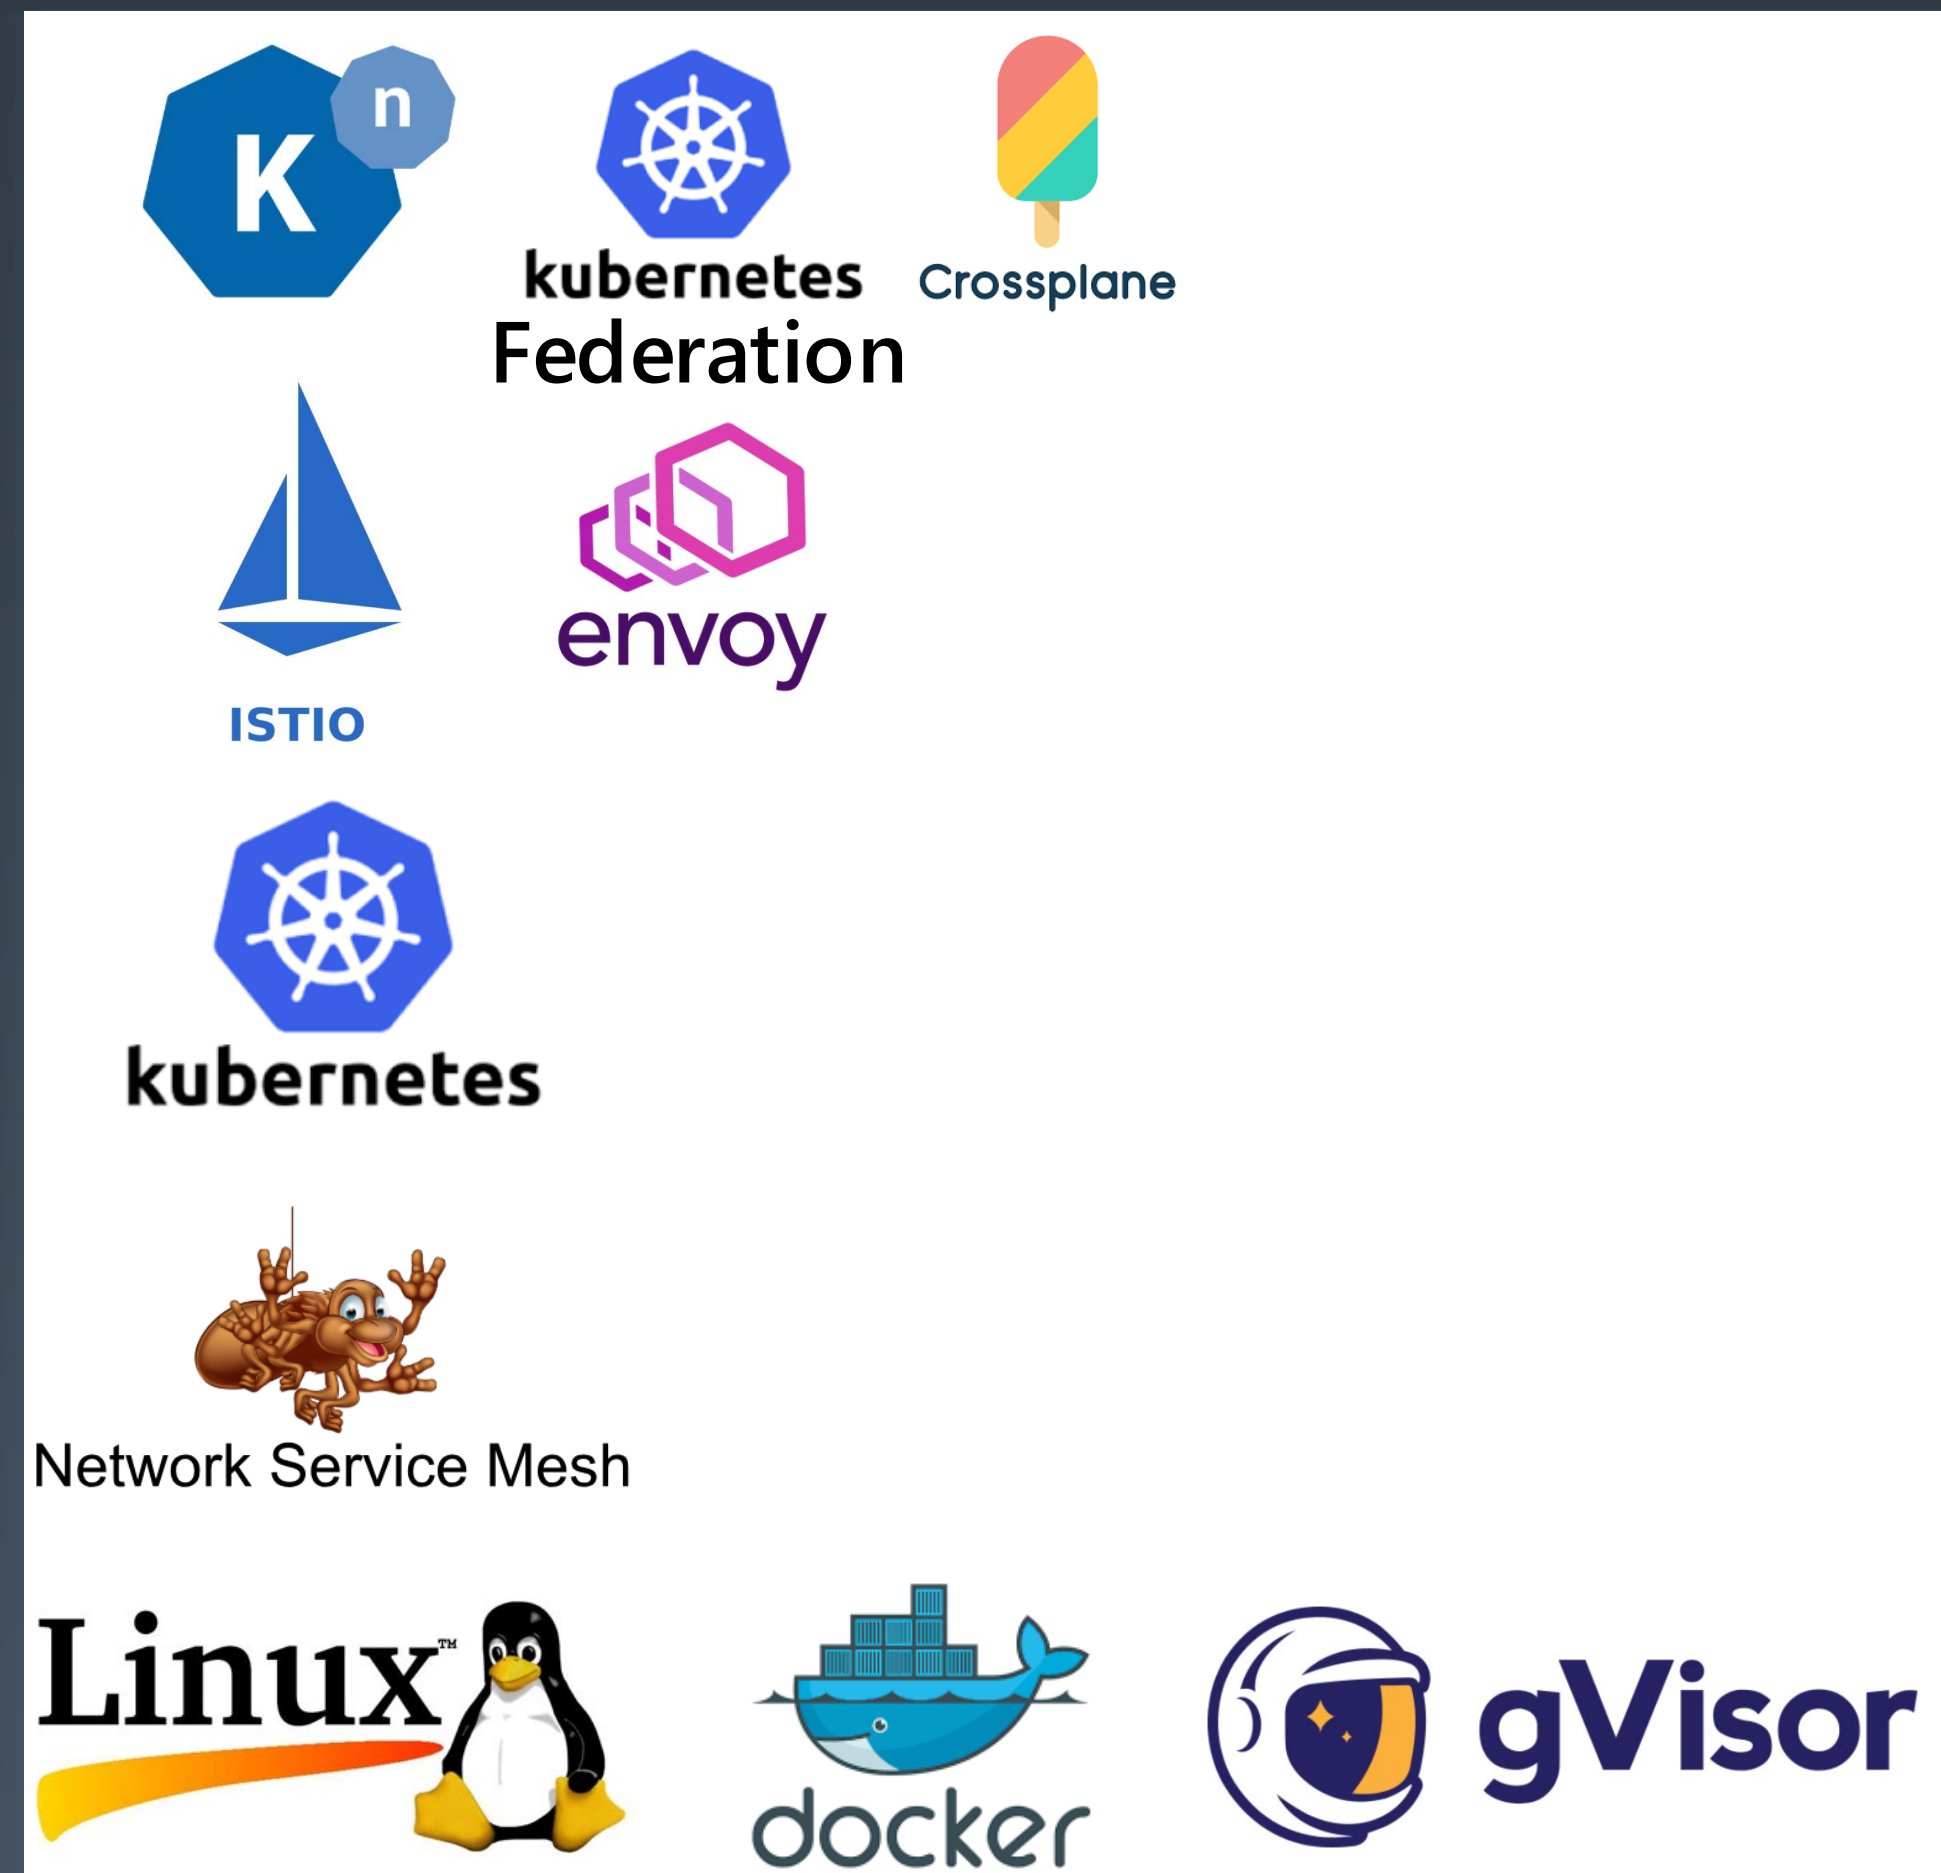 K n
kubernetes
Federation
Crossplane
ISTIO
envoy
kubernetes
Network Service Mesh
Linux™
docker
gVisor